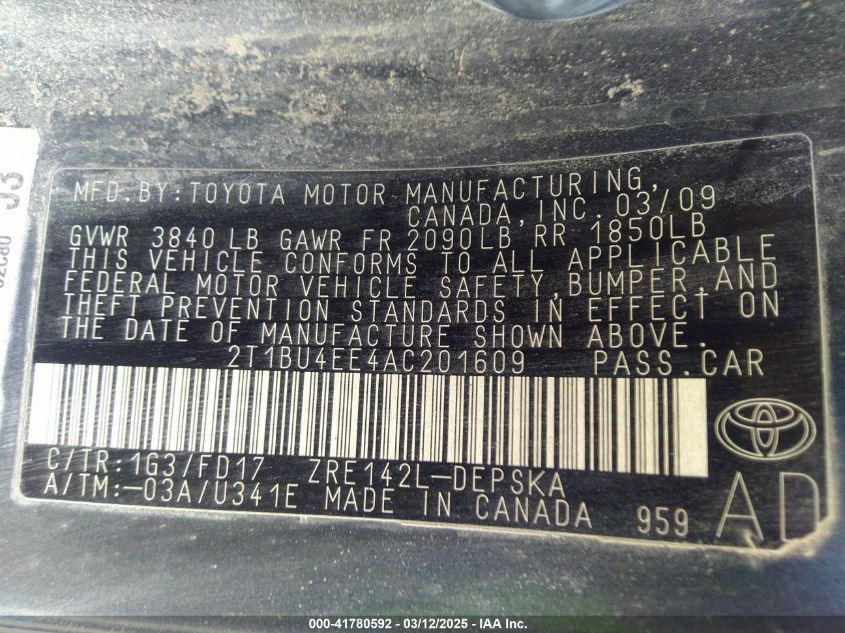 MFD. BY: TOYOTA MOTOR MANUFACTURING,
CANADA, INC. 03/09
GVWR 3840 LB GAWR FR 2090LB RR 1850LB
THIS VEHICLE CONFORMS TO ALL APPLICABLE
FEDERAL MOTOR VEHICLE SAFETY, BUMPER, AND
THEFT PREVENTION STANDARDS IN EFFECT ON
THE DATE OF MANUFACTURE SHOWN ABOVE.
2T1BU4EE4AC201609 PASS. CAR
C/TR: 1G3/FD17 ZRE142L-DEPSKA
A/TM: -03A/U341E MADE IN CANADA 959 AD
02C80 J3
000-41780592 - 03/12/2025 - IAA Inc.